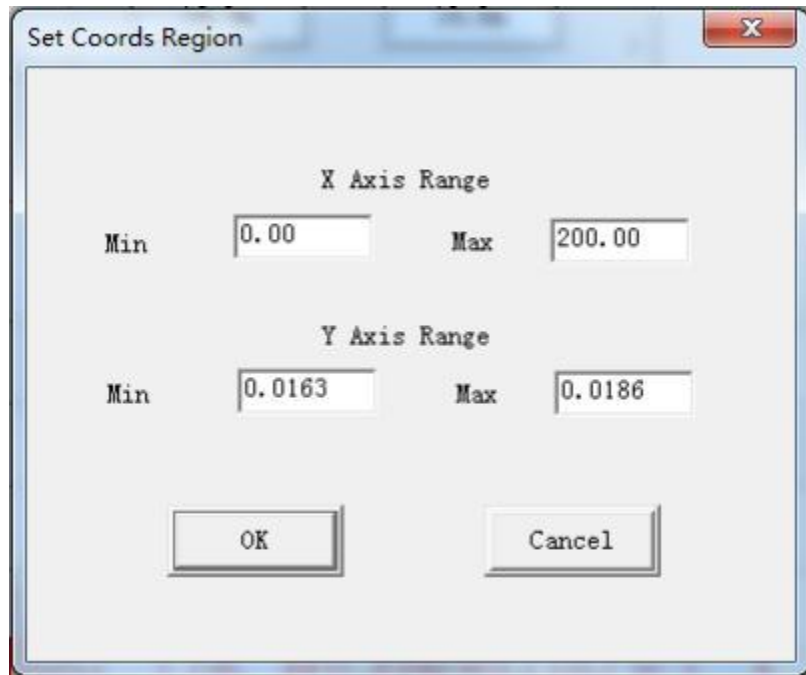 Set Coords Region
X Axis Range
Min 0.00 Max 200.00
Y Axis Range
Min 0.0163 Max 0.0186
OK Cancel